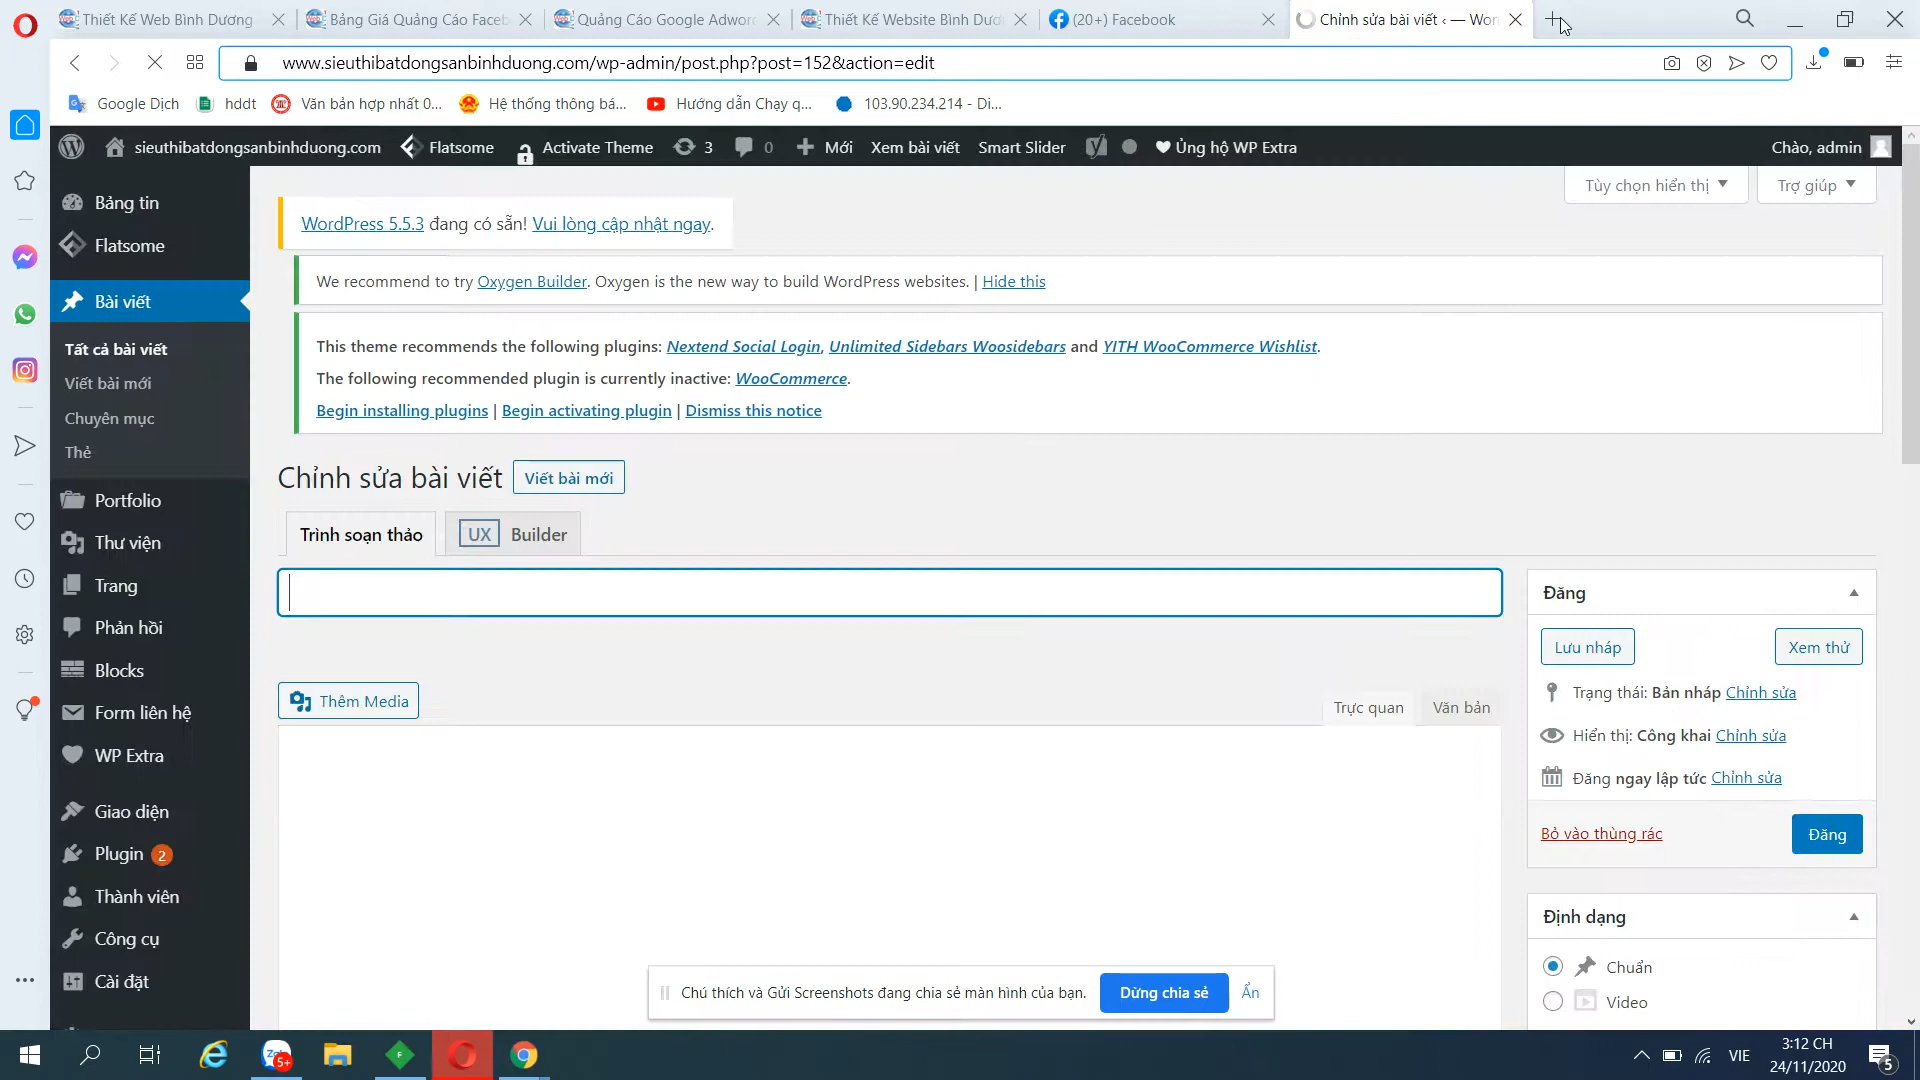 Thiết Kế Web Bình Dương
Bảng Giá Quảng Cáo Faceb
Quảng Cáo Google Adwor
Thiết Kế Website Bình Dươ
(20+) Facebook
Chỉnh sửa bài viết ‹ — Wor
www.sieuthibatdongsanbinhduong.com/wp-admin/post.php?post=152&action=edit
Google Dịch
hddt
Văn bản hợp nhất 0...
Hệ thống thông bá...
Hướng dẫn Chạy q...
103.90.234.214 - Di...
sieuthibatdongsanbinhduong.com
Flatsome
Activate Theme
3
0
Mới
Xem bài viết
Smart Slider
Ủng hộ WP Extra
Chào, admin
Tùy chọn hiển thị
Trợ giúp
Bảng tin
Flatsome
Bài viết
Tất cả bài viết
Viết bài mới
Chuyên mục
Thẻ
Portfolio
Thư viện
Trang
Phản hồi
Blocks
Form liên hệ
WP Extra
Giao diện
Plugin 2
Thành viên
Công cụ
Cài đặt
WordPress 5.5.3 đang có sẵn! Vui lòng cập nhật ngay.
We recommend to try Oxygen Builder. Oxygen is the new way to build WordPress websites. | Hide this
This theme recommends the following plugins: Nextend Social Login, Unlimited Sidebars Woosidebars and YITH WooCommerce Wishlist.
The following recommended plugin is currently inactive: WooCommerce.
Begin installing plugins | Begin activating plugin | Dismiss this notice
Chỉnh sửa bài viết
Viết bài mới
Trình soạn thảo
UX Builder
Thêm Media
Trực quan
Văn bản
Đăng
Lưu nháp
Xem thử
Trạng thái: Bản nháp Chỉnh sửa
Hiển thị: Công khai Chỉnh sửa
Đăng ngay lập tức Chỉnh sửa
Bỏ vào thùng rác
Đăng
Định dạng
Chuẩn
Video
Chú thích và Gửi Screenshots đang chia sẻ màn hình của bạn.
Dừng chia sẻ
Ẩn
5+
VIE
3:12 CH
24/11/2020
5